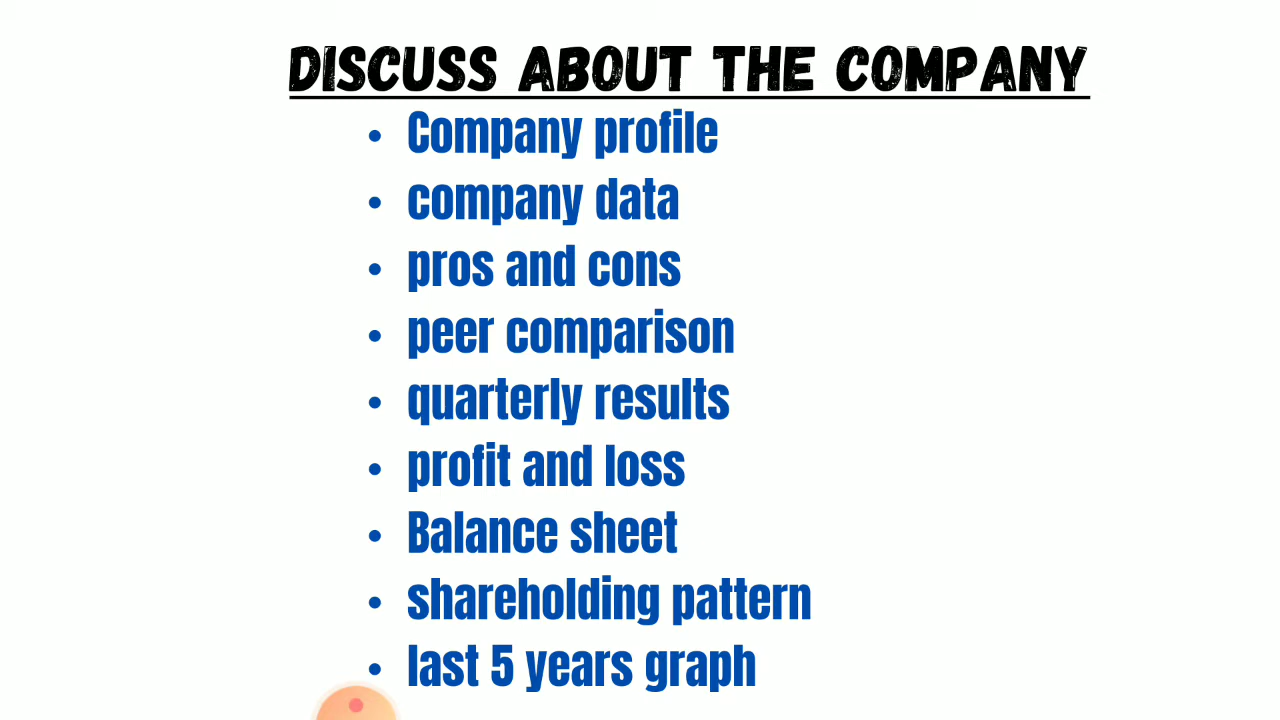 DISCUSS ABOUT THE COMPANY
• Company profile
• company data
• pros and cons
• peer comparison
• quarterly results
• profit and loss
• Balance sheet
• shareholding pattern
• last 5 years graph